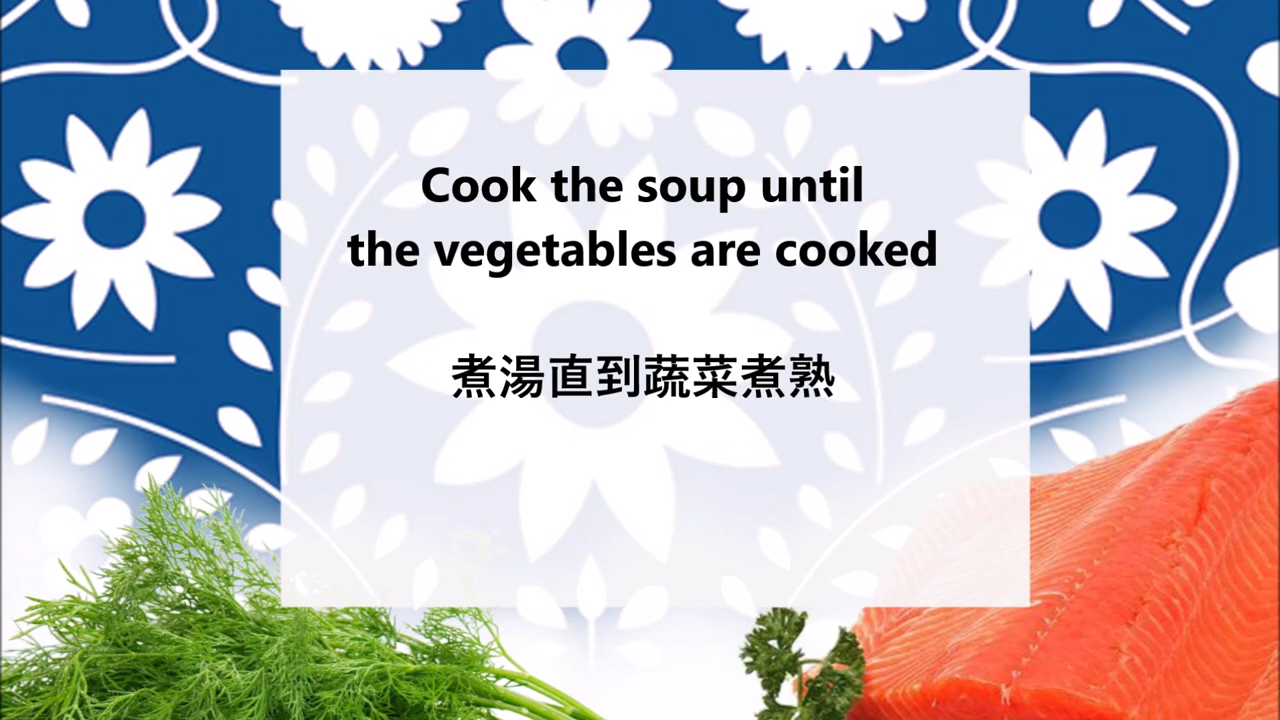 Cook the soup until
the vegetables are cooked
煮湯直到蔬菜煮熟